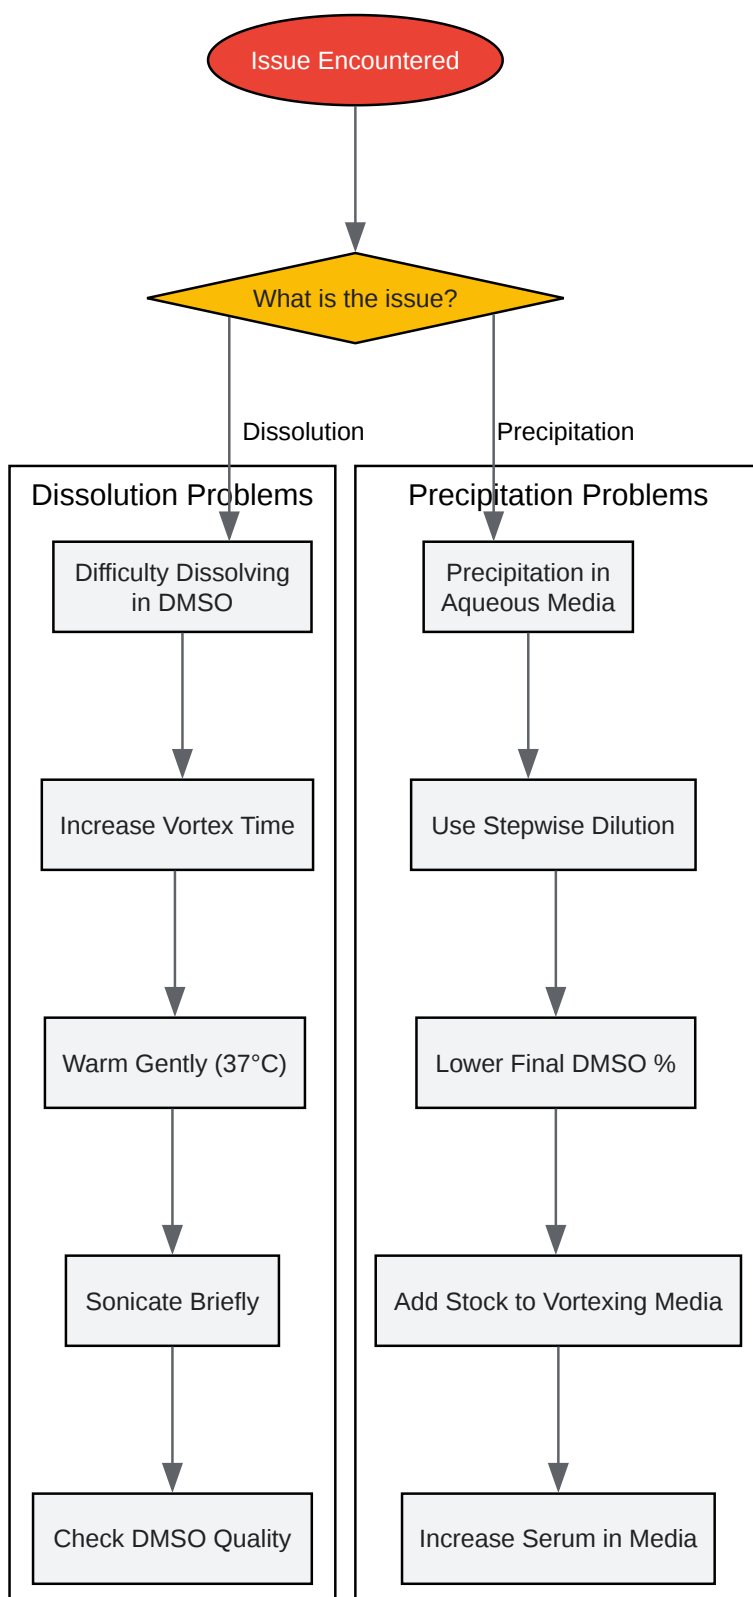 Issue Encountered
What is the issue?
Dissolution
Precipitation
Dissolution Problems
Difficulty Dissolving
in DMSO
Increase Vortex Time
Warm Gently (37°C)
Sonicate Briefly
Check DMSO Quality
Precipitation Problems
Precipitation in
Aqueous Media
Use Stepwise Dilution
Lower Final DMSO %
Add Stock to Vortexing Media
Increase Serum in Media